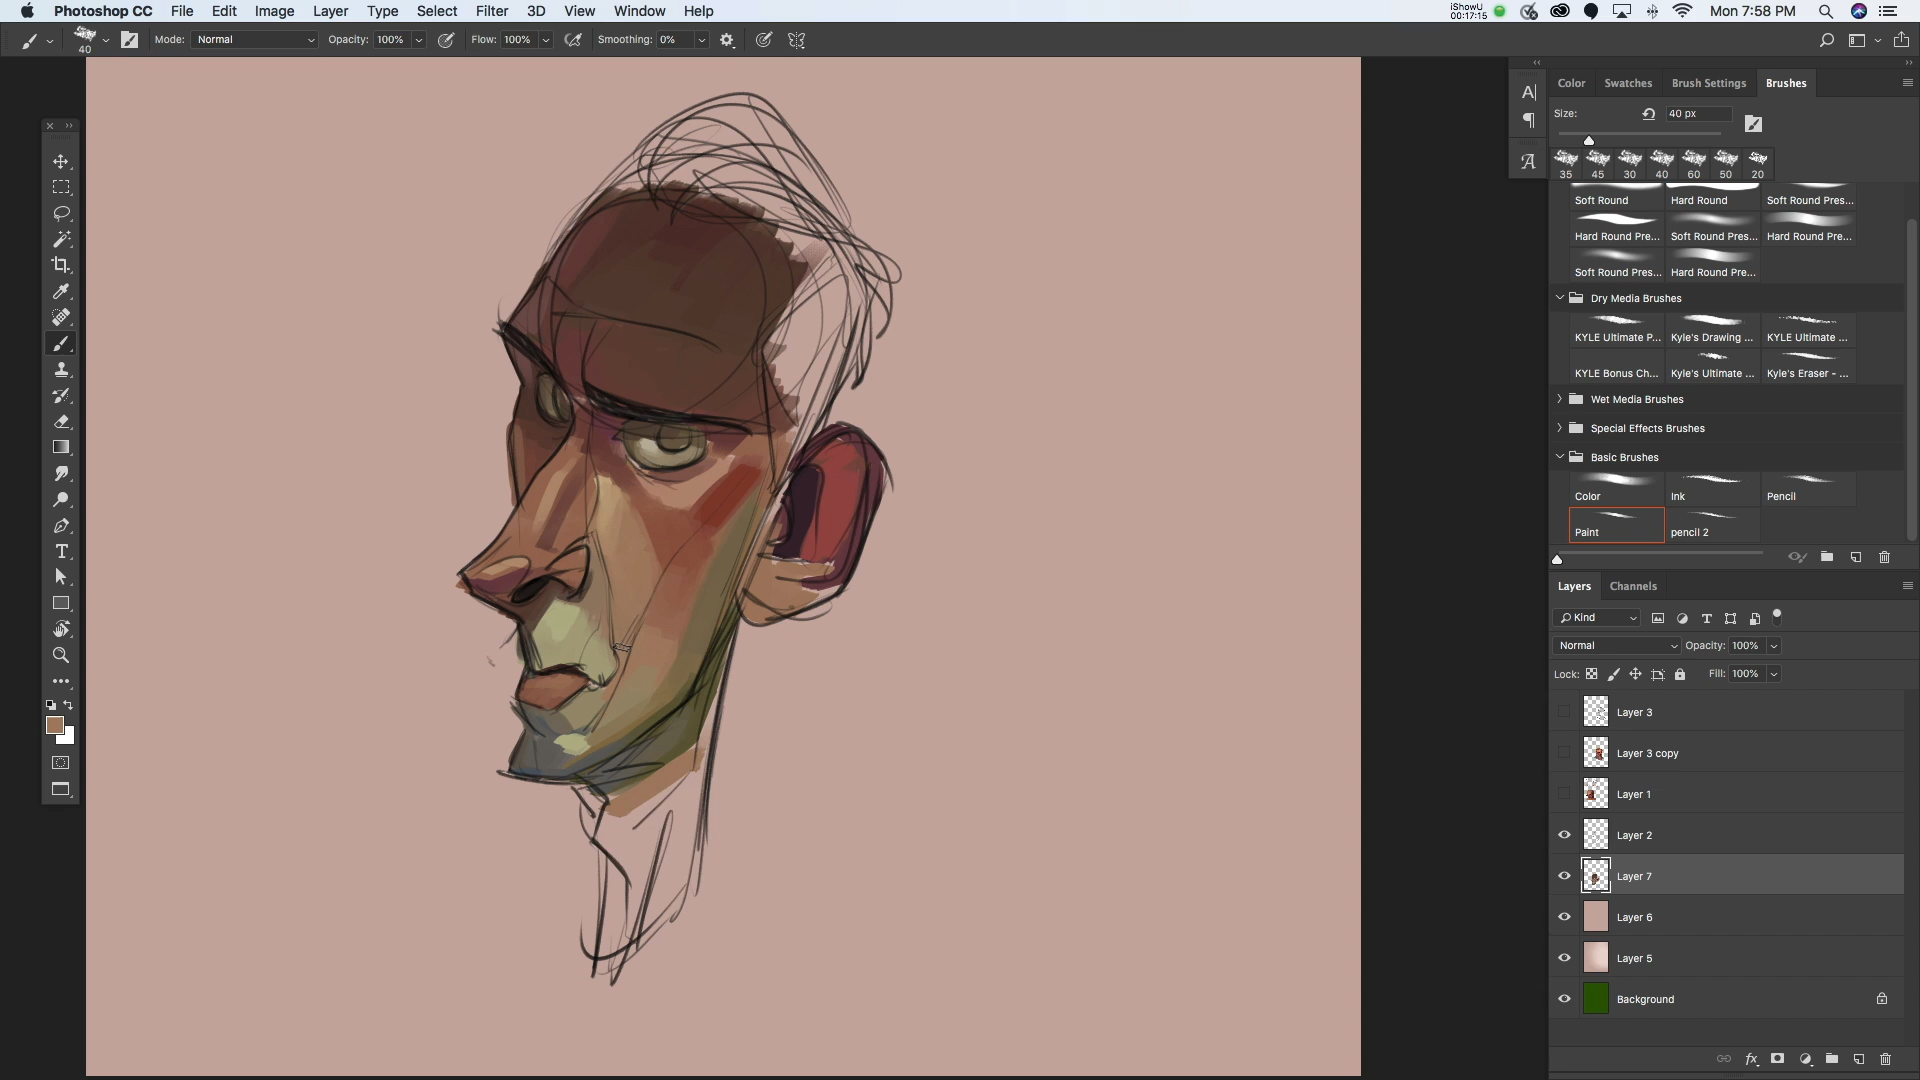 Photoshop CC File Edit Image Layer Type Select Filter 3D View Window Help iShowU 00:17:15 Mon 7:58 PM
40 Mode: Normal Opacity: 100% Flow: 100% Smoothing: 0%
Color Swatches Brush Settings Brushes
Size: 40 px
35 45 30 40 60 50 20
Soft Round Hard Round Soft Round Pres...
Hard Round Pre... Soft Round Pres... Hard Round Pre...
Soft Round Pres... Hard Round Pre...
Dry Media Brushes
KYLE Ultimate P... Kyle's Drawing ... KYLE Ultimate ...
KYLE Bonus Ch... Kyle's Ultimate ... Kyle's Eraser - ...
Wet Media Brushes
Special Effects Brushes
Basic Brushes
Color Ink Pencil
Paint pencil 2
Layers Channels
Kind
Normal Opacity: 100%
Lock: Fill: 100%
Layer 3
Layer 3 copy
Layer 1
Layer 2
Layer 7
Layer 6
Layer 5
Background